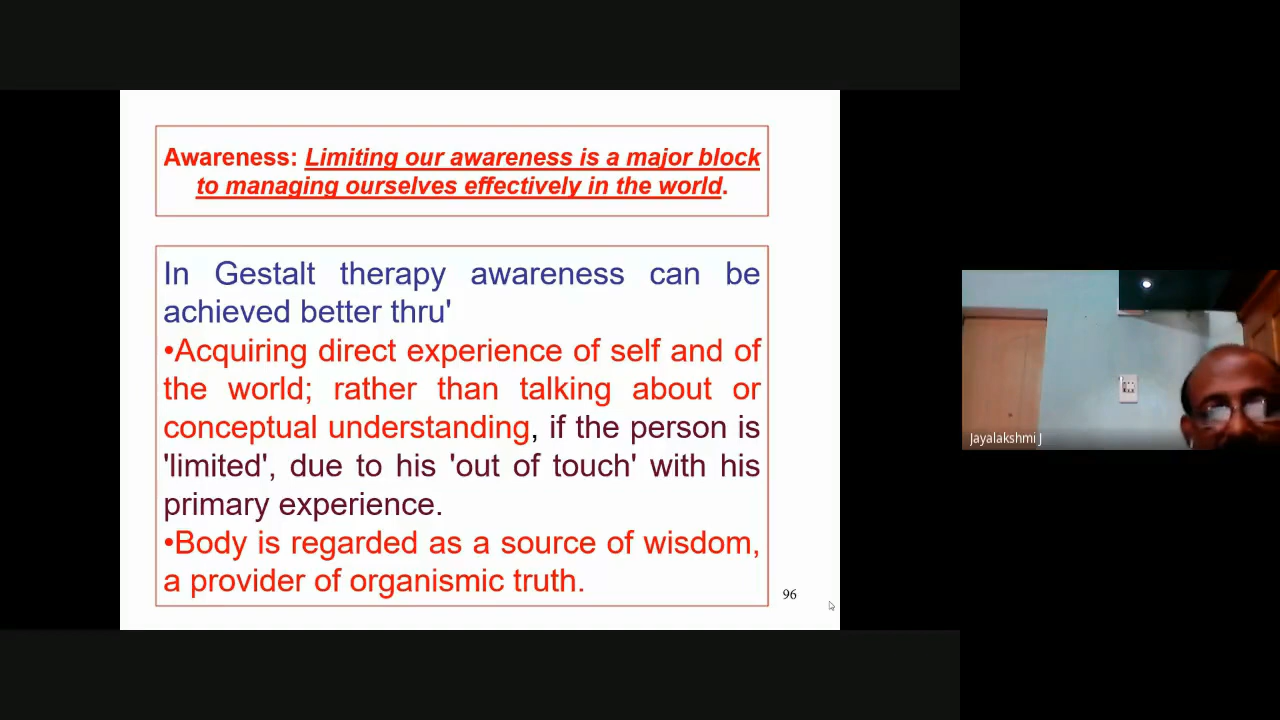 Awareness: Limiting our awareness is a major block
to managing ourselves effectively in the world.
In Gestalt therapy awareness can be
achieved better thru'
•Acquiring direct experience of self and of
the world; rather than talking about or
conceptual understanding, if the person is
'limited', due to his 'out of touch' with his
primary experience.
•Body is regarded as a source of wisdom,
a provider of organismic truth.
96
Jayalakshmi J